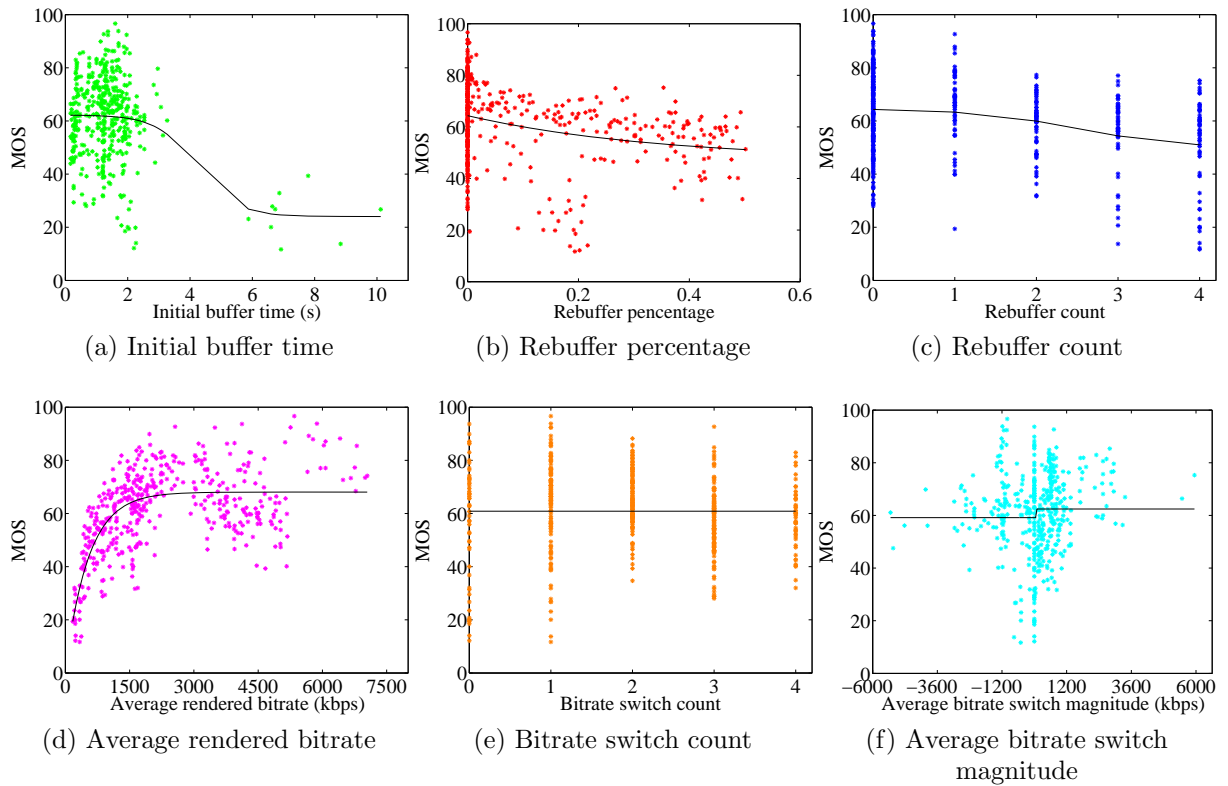 100
80
60
40
20
0
MOS
0 2 4 6 8 10
Initial buffer time (s)
(a) Initial buffer time
100
80
60
40
20
0
MOS
0 0.2 0.4 0.6
Rebuffer percentage
(b) Rebuffer percentage
100
80
60
40
20
0
MOS
0 1 2 3 4
Rebuffer count
(c) Rebuffer count
100
80
60
40
20
0
MOS
0 1500 3000 4500 6000 7500
Average rendered bitrate (kbps)
(d) Average rendered bitrate
100
80
60
40
20
0
MOS
0 1 2 3 4
Bitrate switch count
(e) Bitrate switch count
100
80
60
40
20
0
MOS
−6000 −3600 −1200 1200 3600 6000
Average bitrate switch magnitude (kbps)
(f) Average bitrate switch
magnitude